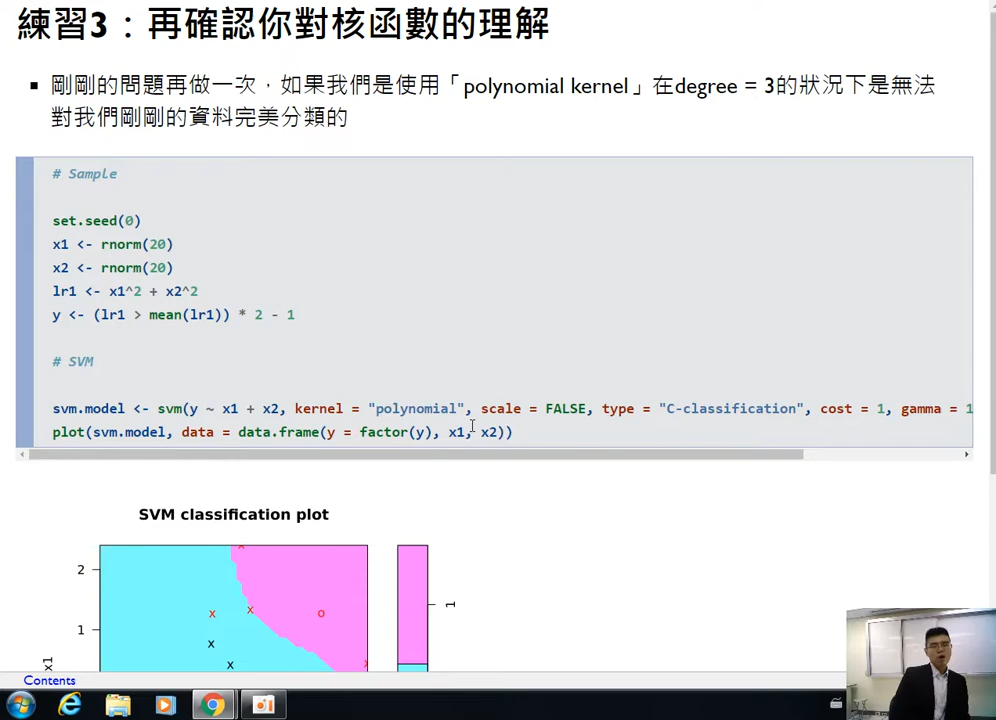 練習3：再確認你對核函數的理解
▪ 剛剛的問題再做一次，如果我們是使用「polynomial kernel」在degree = 3的狀況下是無法
對我們剛剛的資料完美分類的
# Sample
set.seed(0)
x1 <- rnorm(20)
x2 <- rnorm(20)
lr1 <- x1^2 + x2^2
y <- (lr1 > mean(lr1)) * 2 - 1
# SVM
svm.model <- svm(y ~ x1 + x2, kernel = "polynomial", scale = FALSE, type = "C-classification", cost = 1, gamma = 1
plot(svm.model, data = data.frame(y = factor(y), x1, x2))
SVM classification plot
2
1
x1
1
Contents